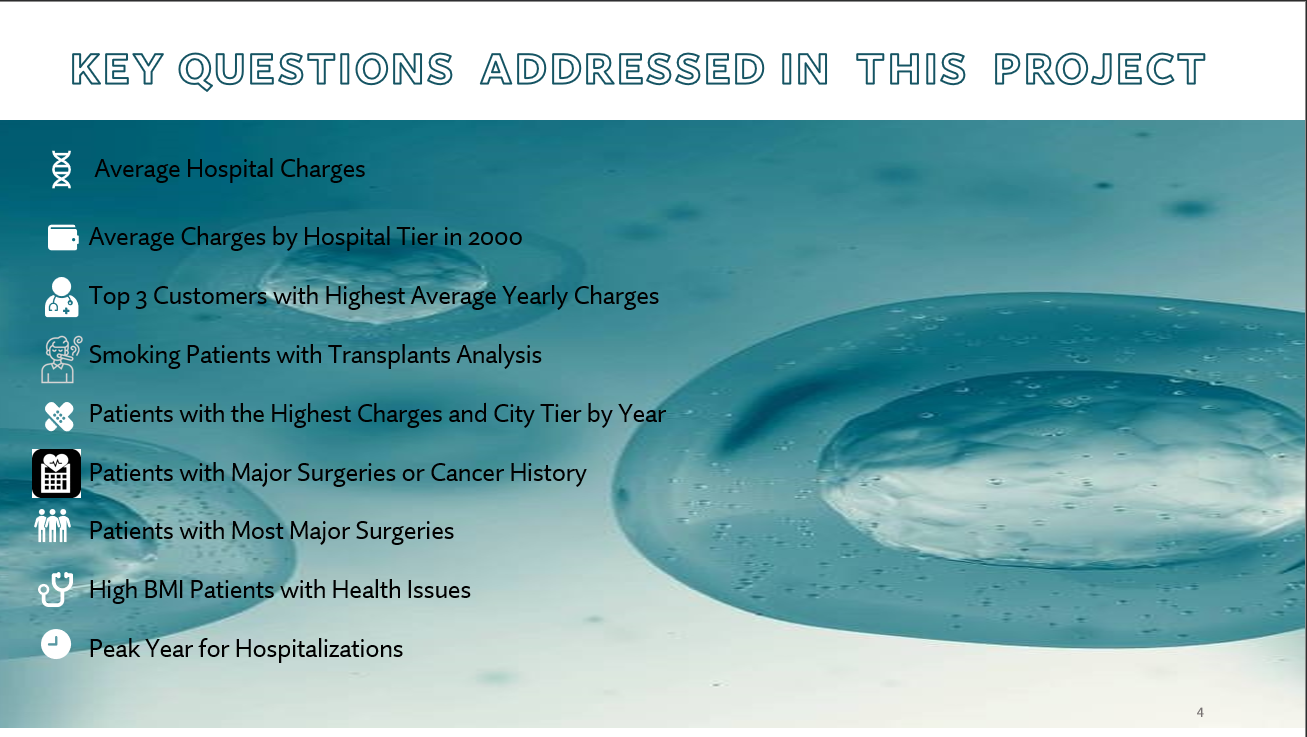 KEY QUESTIONS ADDRESSED IN THIS PROJECT
Average Hospital Charges
Average Charges by Hospital Tier in 2000
Top 3 Customers with Highest Average Yearly Charges
Smoking Patients with Transplants Analysis
Patients with the Highest Charges and City Tier by Year
Patients with Major Surgeries or Cancer History
Patients with Most Major Surgeries
High BMI Patients with Health Issues
Peak Year for Hospitalizations
4